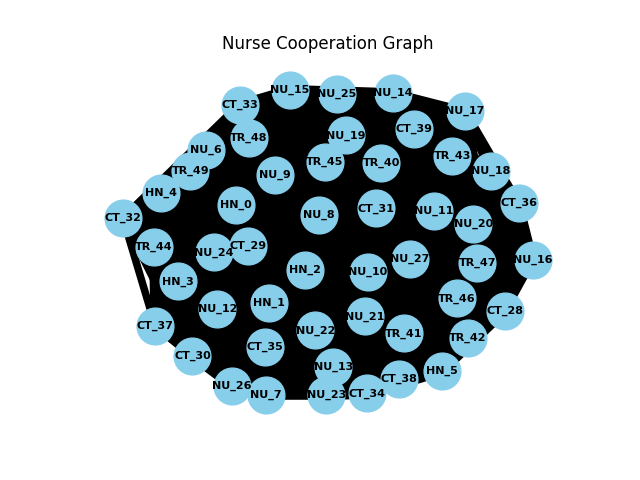 Nurse Cooperation Graph
NU_15
NU_25
NU_14
CT_33
NU_17
CT_39
NU_19
TR_48
NU_6
TR_43
TR_45
TR_40
TR_49
NU_18
NU_9
HN_4
CT_36
HN_0
CT_31
NU_11
NU_8
CT_32
NU_20
TR_44
CT_29
NU_24
NU_27
NU_16
TR_47
HN_2
NU_10
HN_3
TR_46
HN_1
NU_12
CT_28
NU_21
CT_37
NU_22
TR_41
TR_42
CT_35
CT_30
NU_13
HN_5
CT_38
NU_26
CT_34
NU_7
NU_23